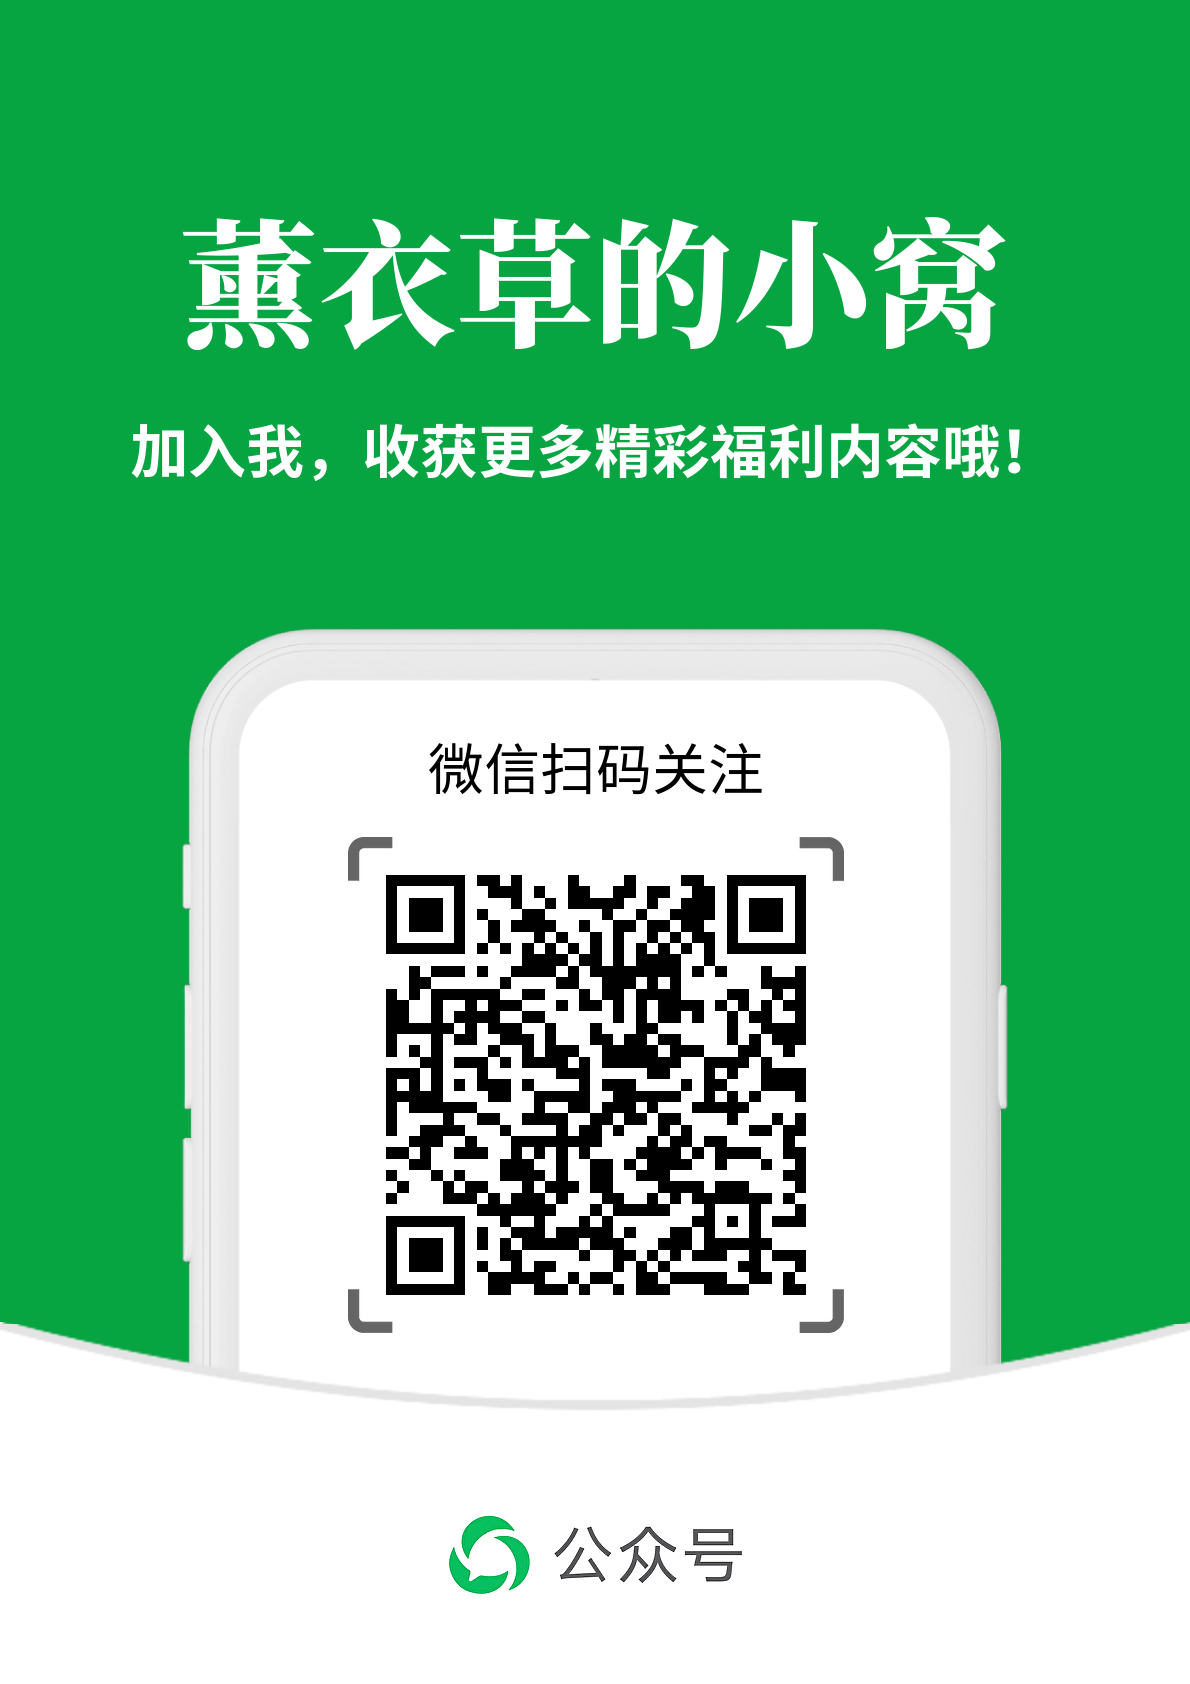 薰衣草的小窝
加入我，收获更多精彩福利内容哦！
微信扫码关注
公众号